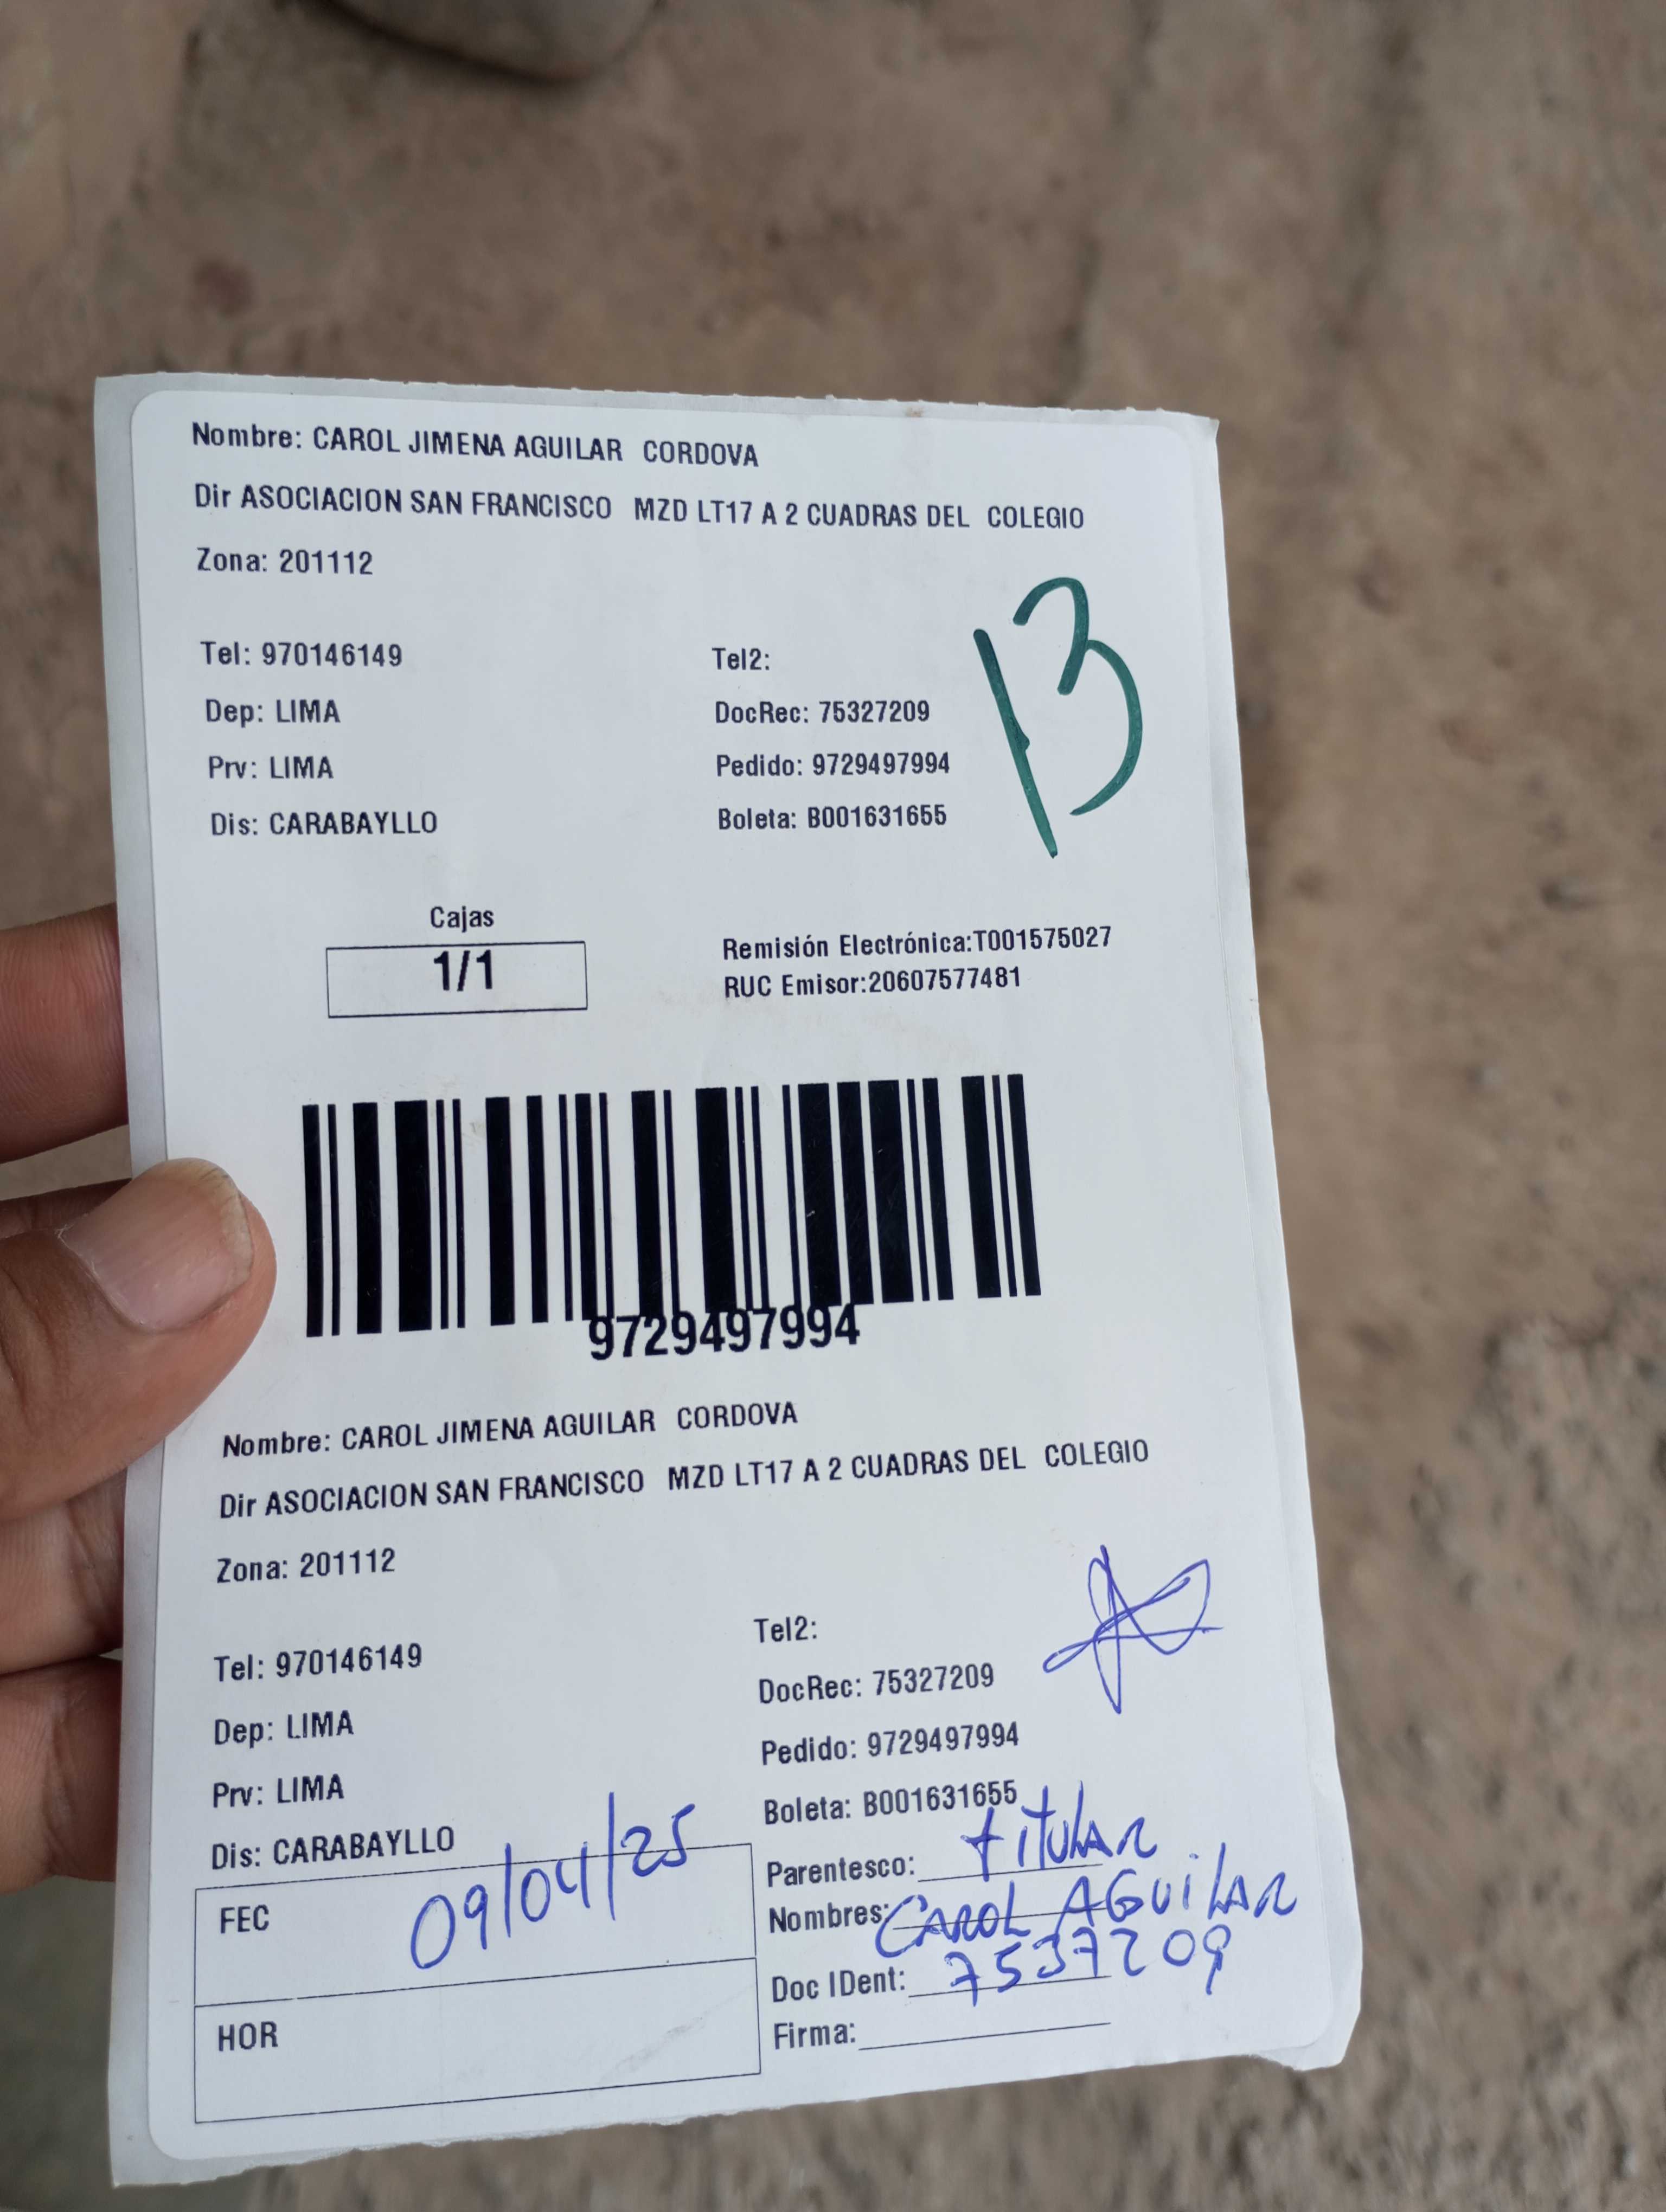 Nombre: CAROL JIMENA AGUILAR CORDOVA
Dir ASOCIACION SAN FRANCISCO MZD LT17 A 2 CUADRAS DEL COLEGIO
Zona: 201112
13
Tel: 970146149 Tel2:
Dep: LIMA DocRec: 75327209
Prv: LIMA Pedido: 9729497994
Dis: CARABAYLLO Boleta: B001631655
Cajas
1/1
Remisión Electrónica:T001575027
RUC Emisor:20607577481
9729497994
Nombre: CAROL JIMENA AGUILAR CORDOVA
Dir ASOCIACION SAN FRANCISCO MZD LT17 A 2 CUADRAS DEL COLEGIO
Zona: 201112
Tel: 970146149 Tel2:
Dep: LIMA DocRec: 75327209
Prv: LIMA Pedido: 9729497994
Dis: CARABAYLLO Boleta: B001631655
FEC 09/04/25
HOR
Parentesco: titular
Nombres: CAROL AGUILAR
Doc IDent: 75377209
Firma: